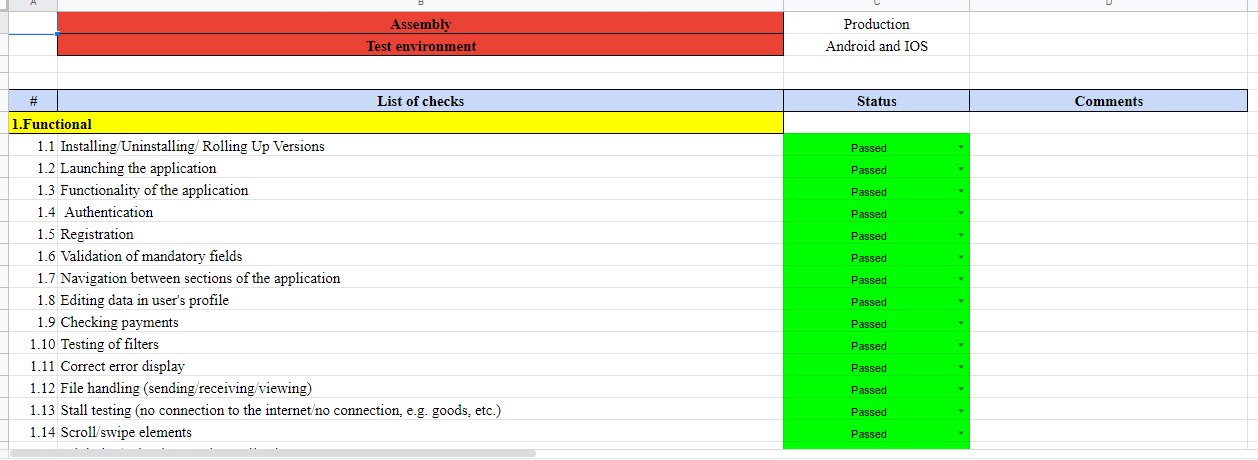 A B C D
Assembly Production
Test environment Android and IOS
# List of checks Status Comments
1.Functional
1.1 Installing/Uninstalling/ Rolling Up Versions Passed
1.2 Launching the application Passed
1.3 Functionality of the application Passed
1.4 Authentication Passed
1.5 Registration Passed
1.6 Validation of mandatory fields Passed
1.7 Navigation between sections of the application Passed
1.8 Editing data in user's profile Passed
1.9 Checking payments Passed
1.10 Testing of filters Passed
1.11 Correct error display Passed
1.12 File handling (sending/receiving/viewing) Passed
1.13 Stall testing (no connection to the internet/no connection, e.g. goods, etc.) Passed
1.14 Scroll/swipe elements Passed